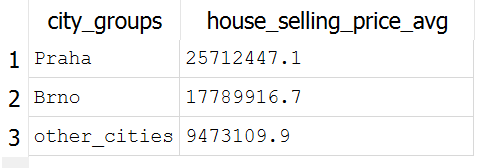 city_groups house_selling_price_avg
1 Praha 25712447.1
2 Brno 17789916.7
3 other_cities 9473109.9